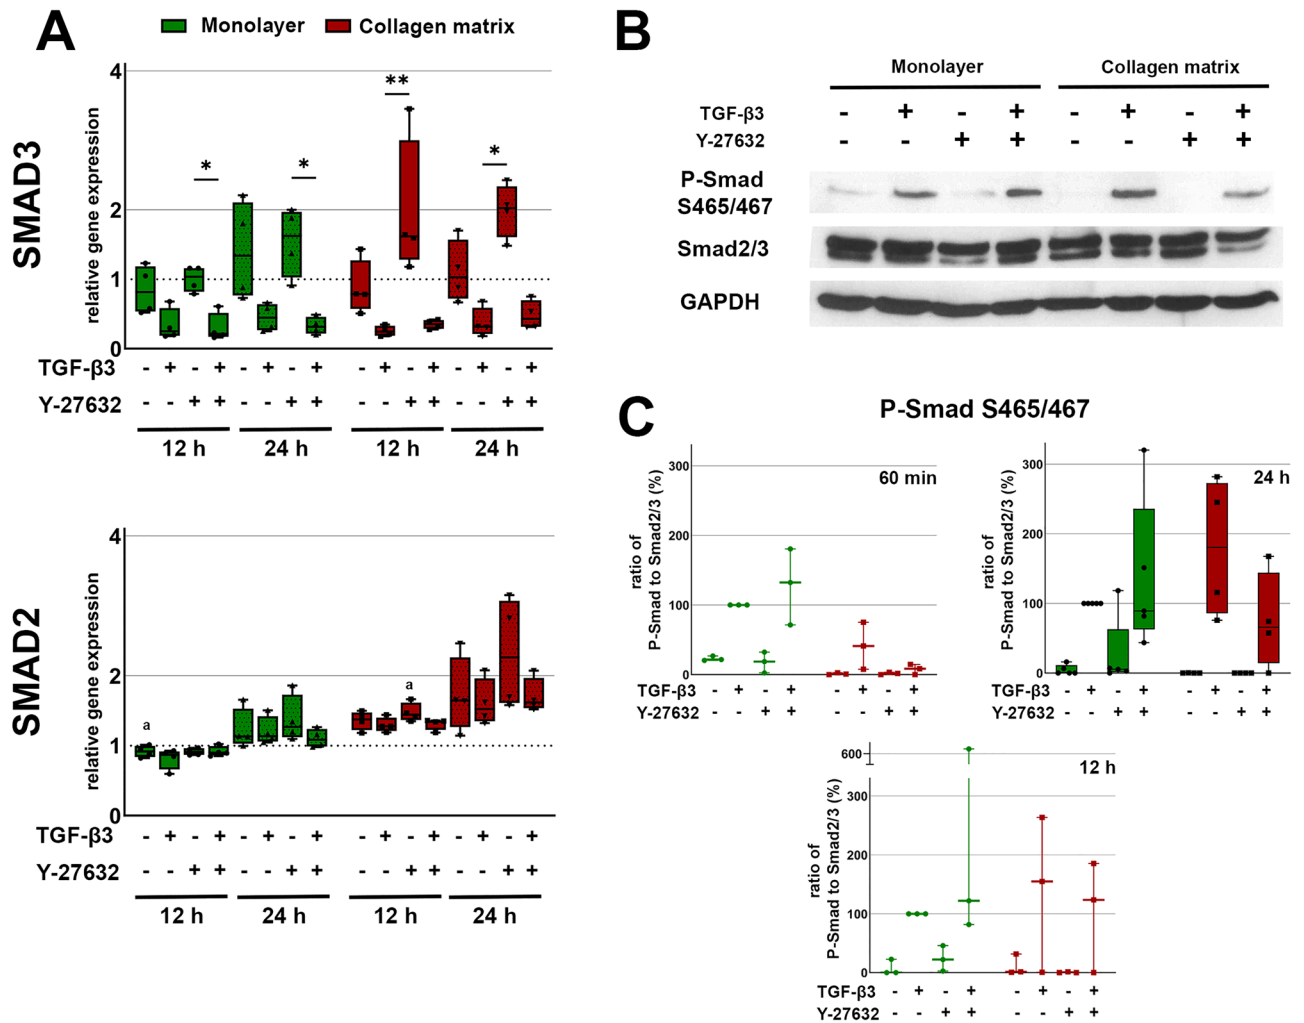 A
Monolayer Collagen matrix
SMAD3
relative gene expression
4
2
1
0
** 
* * *
TGF-β3 - + - + - + - + - + - + - + - +
Y-27632 - - + + - - + + - - + + - - + +
12 h 24 h 12 h 24 h
SMAD2
relative gene expression
4
2
1
0
a a
TGF-β3 - + - + - + - + - + - + - + - +
Y-27632 - - + + - - + + - - + + - - + +
12 h 24 h 12 h 24 h
B
Monolayer Collagen matrix
TGF-β3 - + - + - + - +
Y-27632 - - + + - - + +
P-Smad
S465/467
Smad2/3
GAPDH
C
P-Smad S465/467
60 min
ratio of
P-Smad to Smad2/3 (%)
300
200
100
0
TGF-β3 - + - + - + - +
Y-27632 - - + + - - + +
24 h
ratio of
P-Smad to Smad2/3 (%)
300
200
100
0
TGF-β3 - + - + - + - +
Y-27632 - - + + - - + +
12 h
ratio of
P-Smad to Smad2/3 (%)
600
300
200
100
0
TGF-β3 - + - + - + - +
Y-27632 - - + + - - + +